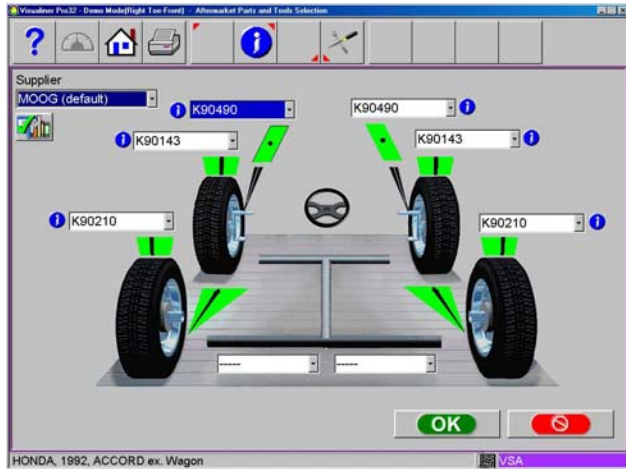 Visualiner Pro32 - Demo Mode(Right Toe-Front) - Aftermarket Parts and Tools Selection
Supplier
MOOG (default)
K90490
K90490
K90143
K90143
K90210
K90210
-----
-----
OK
HONDA, 1992, ACCORD ex. Wagon
VSA